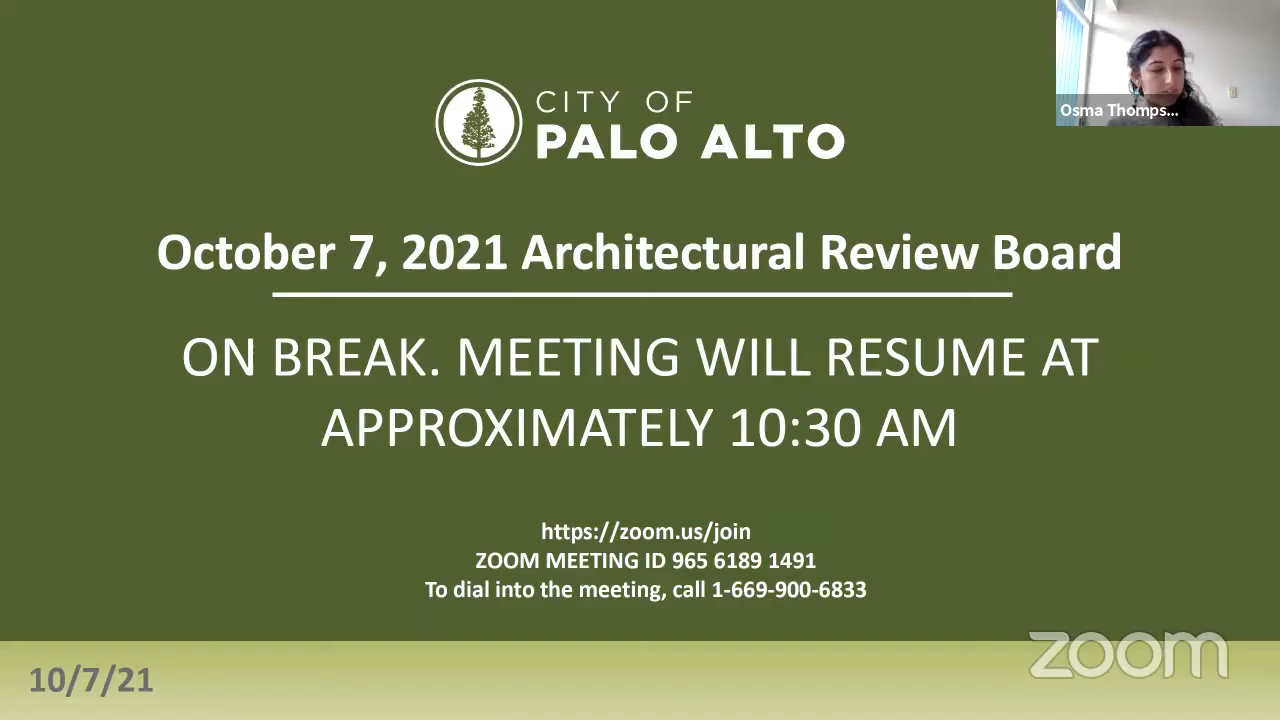 CITY OF
PALO ALTO
Osma Thomps...
October 7, 2021 Architectural Review Board
ON BREAK. MEETING WILL RESUME AT
APPROXIMATELY 10:30 AM
https://zoom.us/join
ZOOM MEETING ID 965 6189 1491
To dial into the meeting, call 1-669-900-6833
zoom
10/7/21